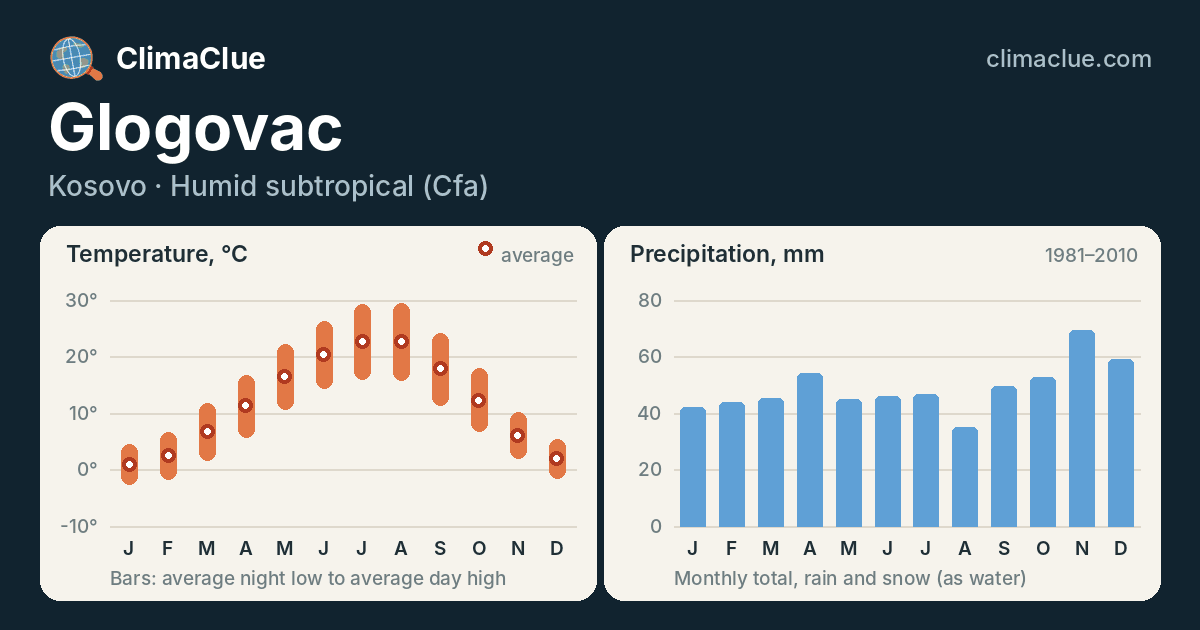 ClimaClue
climaclue.com
Glogovac
Kosovo · Humid subtropical (Cfa)
Temperature, °C
average
30°
20°
10°
0°
-10°
J F M A M J J A S O N D
Bars: average night low to average day high
Precipitation, mm
1981–2010
80
60
40
20
0
J F M A M J J A S O N D
Monthly total, rain and snow (as water)